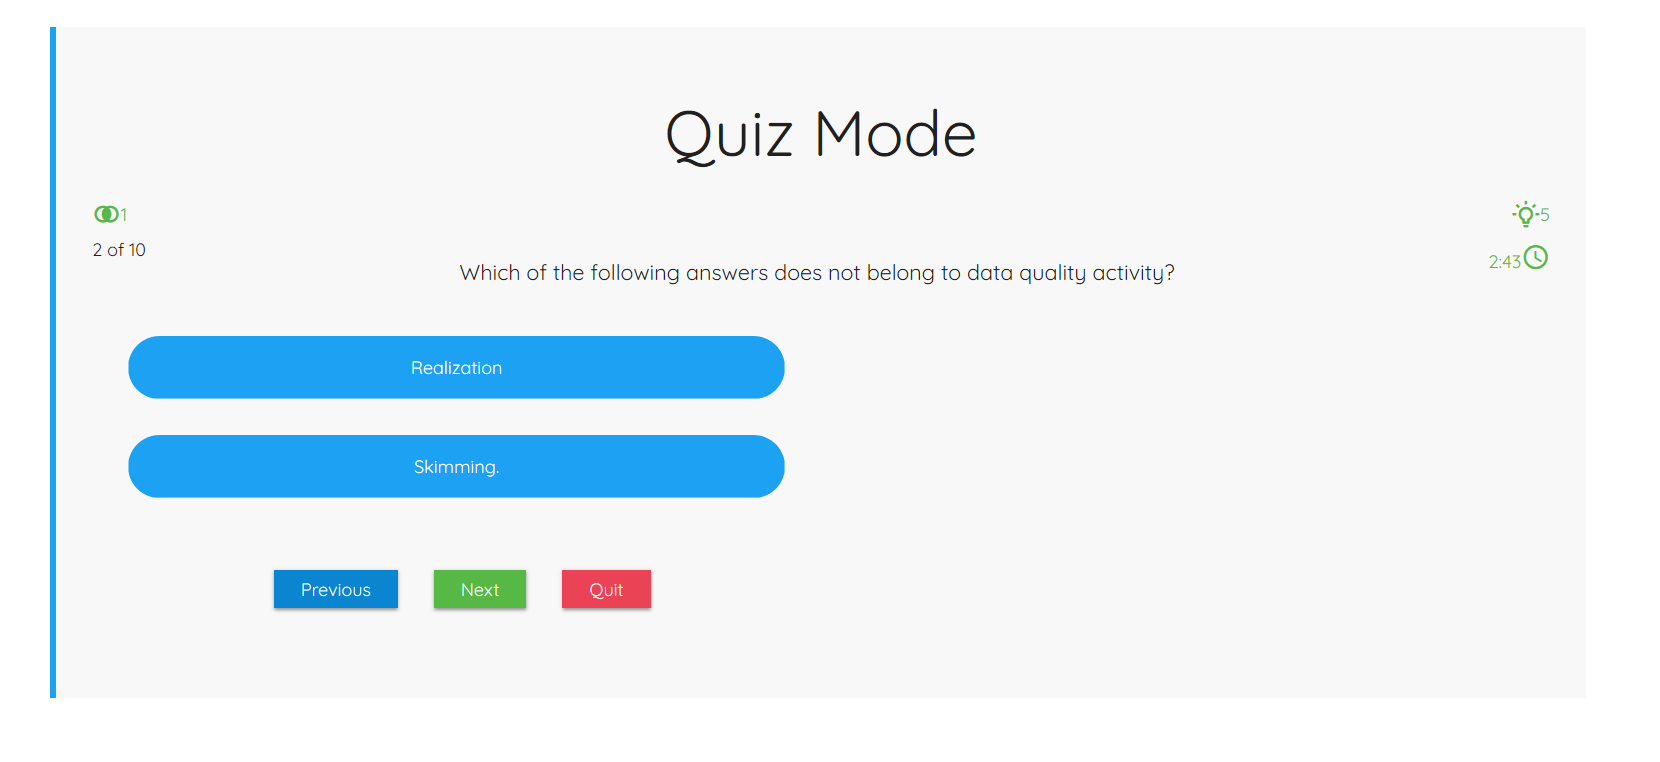 Quiz Mode
1
5
2 of 10
2:43
Which of the following answers does not belong to data quality activity?
Realization
Skimming.
Previous
Next
Quit